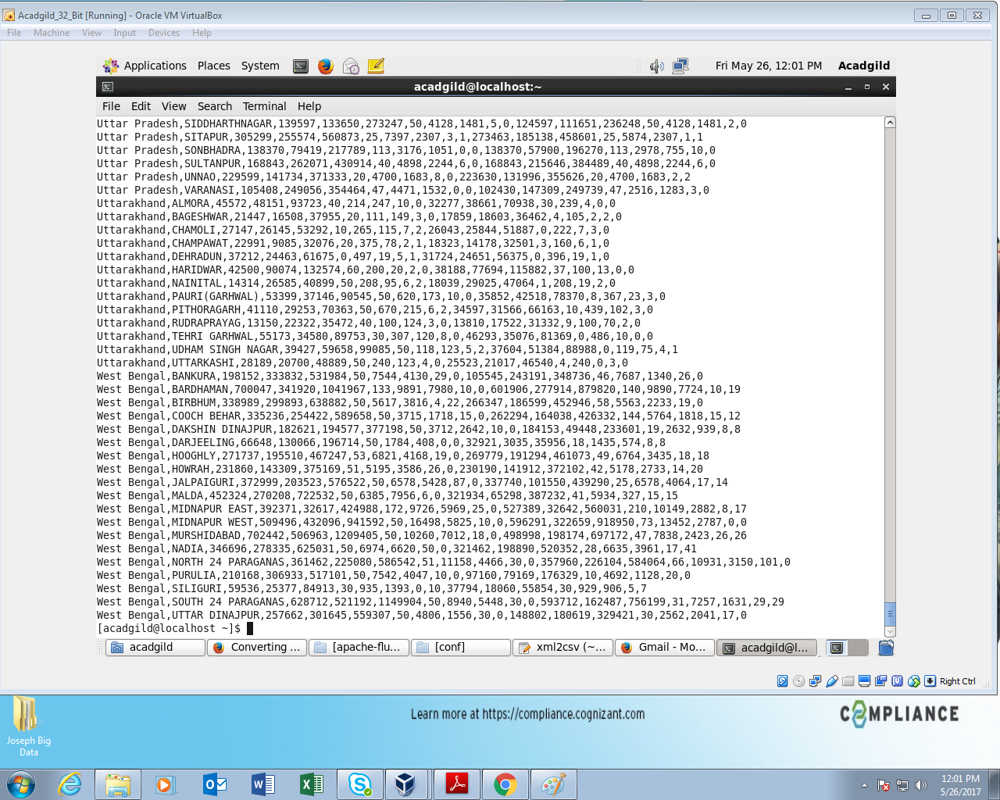 Acadgild_32_Bit [Running] - Oracle VM VirtualBox
File Machine View Input Devices Help
Applications Places System Fri May 26, 12:01 PM Acadgild
acadgild@localhost:~
File Edit View Search Terminal Help
Uttar Pradesh,SIDDHARTHNAGAR,139597,133650,273247,50,4128,1481,5,0,124597,111651,236248,50,4128,1481,2,0
Uttar Pradesh,SITAPUR,305299,255574,560873,25,7397,2307,3,1,273463,185138,458601,25,5874,2307,1,1
Uttar Pradesh,SONBHADRA,138370,79419,217789,113,3176,1051,0,0,138370,57900,196270,113,2978,755,10,0
Uttar Pradesh,SULTANPUR,168843,262071,430914,40,4898,2244,6,0,168843,215646,384489,40,4898,2244,6,0
Uttar Pradesh,UNNAO,229599,141734,371333,20,4700,1683,8,0,223630,131996,355626,20,4700,1683,2,2
Uttar Pradesh,VARANASI,105408,249056,354464,47,4471,1532,0,0,102430,147309,249739,47,2516,1283,3,0
Uttarakhand,ALMORA,45572,48151,93723,40,214,247,10,0,32277,38661,70938,30,239,4,0,0
Uttarakhand,BAGESHWAR,21447,16508,37955,20,111,149,3,0,17859,18603,36462,4,105,2,2,0
Uttarakhand,CHAMOLI,27147,26145,53292,10,265,115,7,2,26043,25844,51887,0,222,7,3,0
Uttarakhand,CHAMPAWAT,22991,9085,32076,20,375,78,2,1,18323,14178,32501,3,160,6,1,0
Uttarakhand,DEHRADUN,37212,24463,61675,0,497,19,5,1,31724,24651,56375,0,396,19,1,0
Uttarakhand,HARIDWAR,42500,90074,132574,60,200,20,2,0,38188,77694,115882,37,100,13,0,0
Uttarakhand,NAINITAL,14314,26585,40899,50,208,95,6,2,18039,29025,47064,1,208,19,2,0
Uttarakhand,PAURI(GARHWAL),53399,37146,90545,50,620,173,10,0,35852,42518,78370,8,367,23,3,0
Uttarakhand,PITHORAGARH,41110,29253,70363,50,670,215,6,2,34597,31566,66163,10,439,102,3,0
Uttarakhand,RUDRAPRAYAG,13150,22322,35472,40,100,124,3,0,13810,17522,31332,9,100,70,2,0
Uttarakhand,TEHRI GARHWAL,55173,34580,89753,30,307,120,8,0,46293,35076,81369,0,486,10,0,0
Uttarakhand,UDHAM SINGH NAGAR,39427,59658,99085,50,118,123,5,2,37604,51384,88988,0,119,75,4,1
Uttarakhand,UTTARKASHI,28189,20700,48889,50,240,123,4,0,25523,21017,46540,4,240,0,3,0
West Bengal,BANKURA,198152,333832,531984,50,7544,4130,29,0,105545,243191,348736,46,7687,1340,26,0
West Bengal,BARDHAMAN,700047,341920,1041967,133,9891,7980,10,0,601906,277914,879820,140,9890,7724,10,19
West Bengal,BIRBHUM,338989,299893,638882,50,5617,3816,4,22,266347,186599,452946,58,5563,2233,19,0
West Bengal,COOCH BEHAR,335236,254422,589658,50,3715,1718,15,0,262294,164038,426332,144,5764,1818,15,12
West Bengal,DAKSHIN DINAJPUR,182621,194577,377198,50,3712,2642,10,0,184153,49448,233601,19,2632,939,8,8
West Bengal,DARJEELING,66648,130066,196714,50,1784,408,0,0,32921,3035,35956,18,1435,574,8,8
West Bengal,HOOGHLY,271737,195510,467247,53,6821,4168,19,0,269779,191294,461073,49,6764,3435,18,18
West Bengal,HOWRAH,231860,143309,375169,51,5195,3586,26,0,230190,141912,372102,42,5178,2733,14,20
West Bengal,JALPAIGURI,372999,203523,576522,50,6578,5428,87,0,337740,101550,439290,25,6578,4064,17,14
West Bengal,MALDA,452324,270208,722532,50,6385,7956,6,0,321934,65298,387232,41,5934,327,15,15
West Bengal,MIDNAPUR EAST,392371,32617,424988,172,9726,5969,25,0,527389,32642,560031,210,10149,2882,8,17
West Bengal,MIDNAPUR WEST,509496,432096,941592,50,16498,5825,10,0,596291,322659,918950,73,13452,2787,0,0
West Bengal,MURSHIDABAD,702442,506963,1209405,50,10260,7012,18,0,498998,198174,697172,47,7838,2423,26,26
West Bengal,NADIA,346696,278335,625031,50,6974,6620,50,0,321462,198890,520352,28,6635,3961,17,41
West Bengal,NORTH 24 PARAGANAS,361462,225080,586542,51,11158,4466,30,0,357960,226104,584064,66,10931,3150,101,0
West Bengal,PURULIA,210168,306933,517101,50,7542,4047,10,0,97160,79169,176329,10,4692,1128,20,0
West Bengal,SILIGURI,59536,25377,84913,30,935,1393,0,10,37794,18060,55854,30,929,906,5,7
West Bengal,SOUTH 24 PARAGANAS,628712,521192,1149904,50,8940,5448,30,0,593712,162487,756199,31,7257,1631,29,29
West Bengal,UTTAR DINAJPUR,257662,301645,559307,50,4806,1556,30,0,148802,180619,329421,30,2562,2041,17,0
[acadgild@localhost ~]$
acadgild Converting ... [apache-flu... [conf] xml2csv (~... Gmail - Mo... acadgild@l...
Right Ctrl
Learn more at https://compliance.cognizant.com
COMPLIANCE
Joseph Big
Data
12:01 PM
5/26/2017